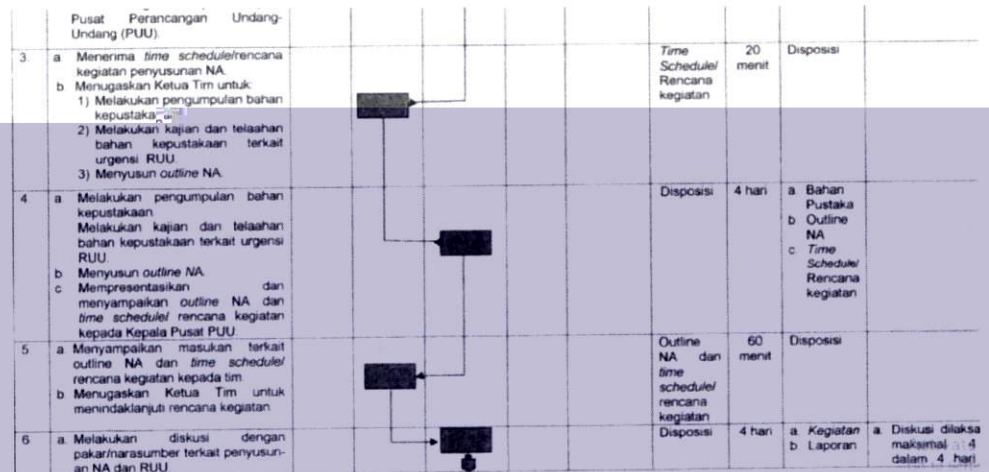 Pusat Perancangan Undang-
Undang (PUU).
3. a Menerima time schedule/rencana
kegiatan penyusunan NA.
b Menugaskan Ketua Tim untuk
1) Melakukan pengumpulan bahan
kepustaka
2) Melakukan kajian dan telaahan
bahan kepustakaan terkait
urgensi RUU.
3) Menyusun outline NA.
Time
Schedule/
Rencana
kegiatan
20
menit
Disposisi
4 a Melakukan pengumpulan bahan
kepustakaan
Melakukan kajian dan telaahan
bahan kepustakaan terkait urgensi
RUU.
b Menyusun outline NA.
c Mempresentasikan dan
menyampaikan outline NA dan
time schedule/ rencana kegiatan
kepada Kepala Pusat PUU
Disposisi
4 hari
a Bahan
Pustaka
b Outline
NA
c Time
Schedule/
Rencana
kegiatan
5 a. Menyampaikan masukan terkait
outline NA dan time schedule/
rencana kegiatan kepada tim
b. Menugaskan Ketua Tim untuk
menindaklanjuti rencana kegiatan
Outline
NA dan
time
schedule/
rencana
kegiatan
60
menit
Disposisi
6 a. Melakukan diskusi dengan
pakar/narasumber terkait penyusun-
an NA dan RUU
Disposisi
4 hari
a. Kegiatan
b Laporan
a. Diskusi dilaksa
maksimal 4
dalam 4 hari